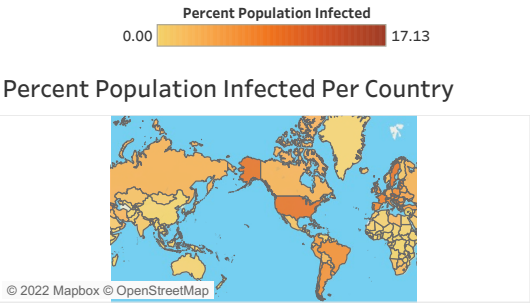 Percent Population Infected
0.00 17.13
Percent Population Infected Per Country
© 2022 Mapbox © OpenStreetMap